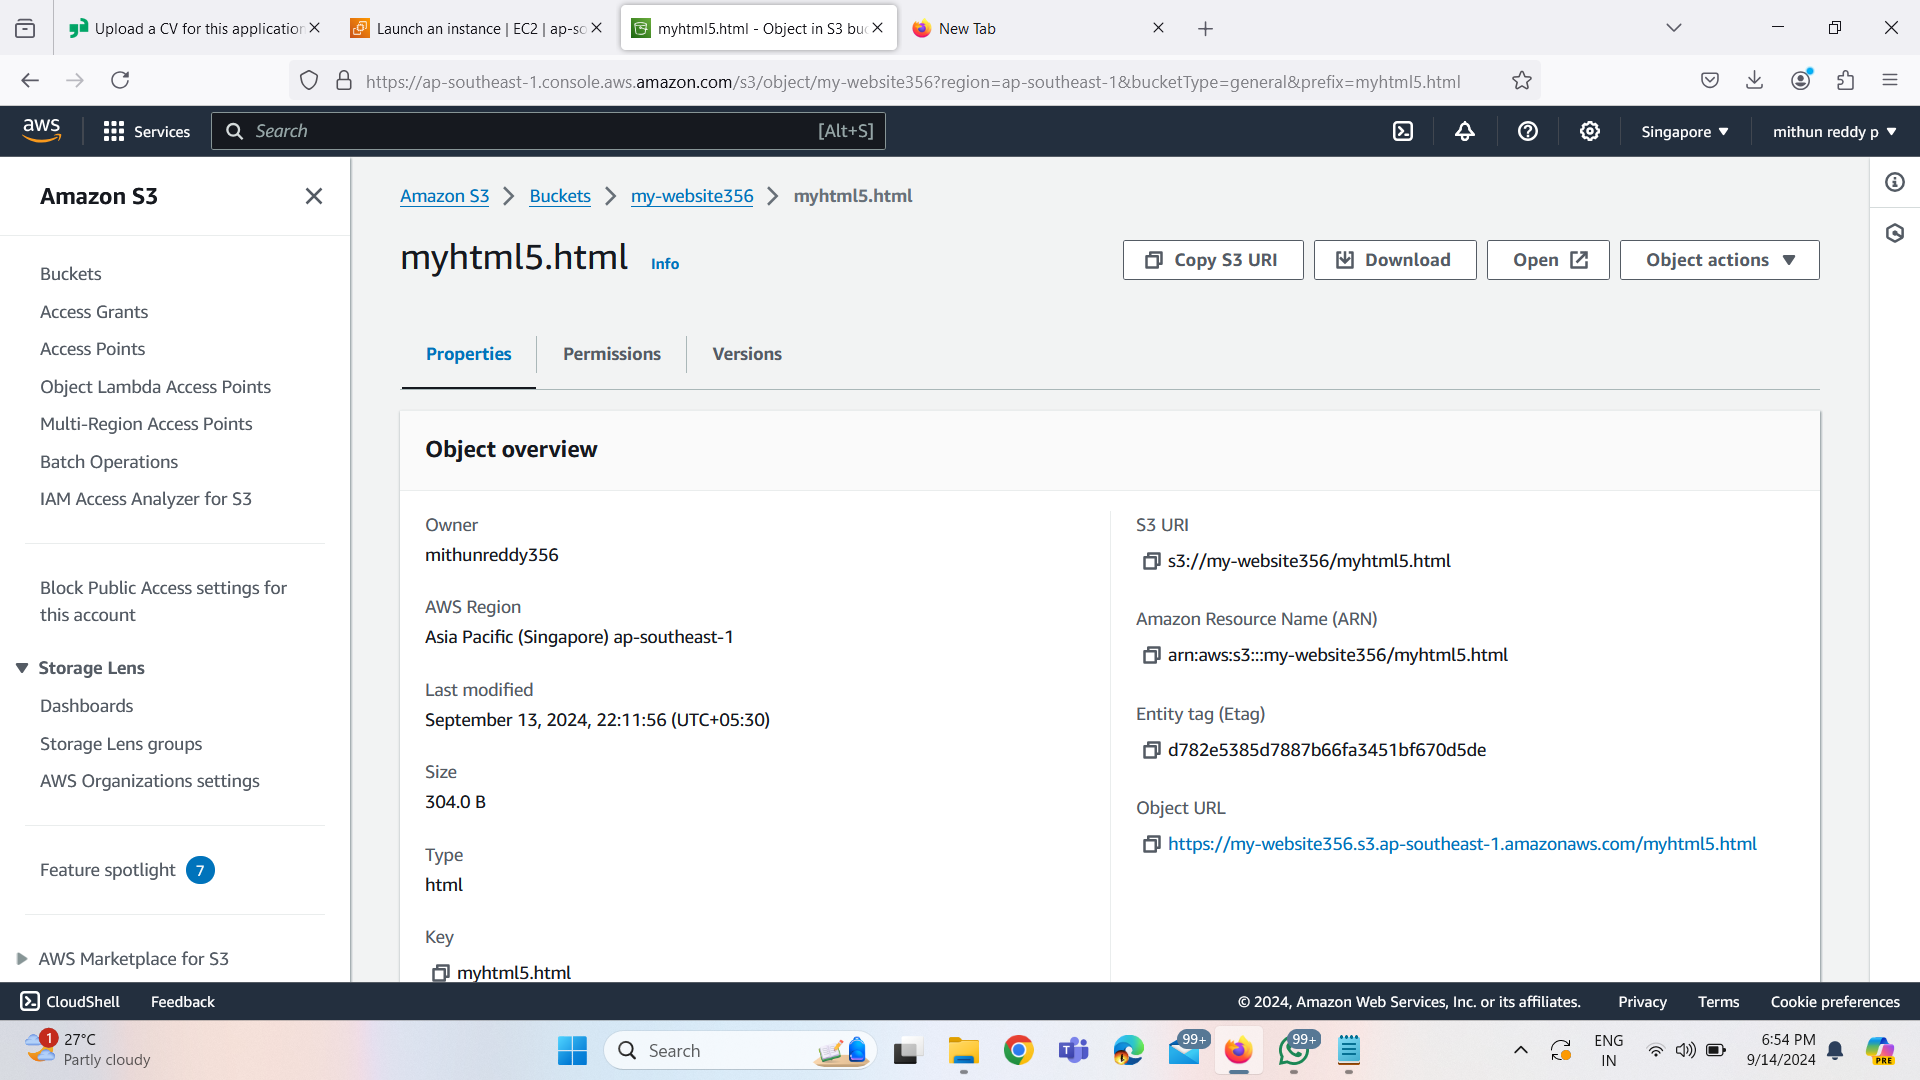 Upload a CV for this application
Launch an instance | EC2 | ap-so
myhtml5.html - Object in S3 buc
New Tab
https://ap-southeast-1.console.aws.amazon.com/s3/object/my-website356?region=ap-southeast-1&bucketType=general&prefix=myhtml5.html
aws
Services
Search
[Alt+S]
Singapore
mithun reddy p
Amazon S3
Buckets
Access Grants
Access Points
Object Lambda Access Points
Multi-Region Access Points
Batch Operations
IAM Access Analyzer for S3
Block Public Access settings for
this account
Storage Lens
Dashboards
Storage Lens groups
AWS Organizations settings
Feature spotlight 7
AWS Marketplace for S3
Amazon S3 > Buckets > my-website356 > myhtml5.html
myhtml5.html Info
Copy S3 URI
Download
Open
Object actions
Properties
Permissions
Versions
Object overview
Owner
mithunreddy356
AWS Region
Asia Pacific (Singapore) ap-southeast-1
Last modified
September 13, 2024, 22:11:56 (UTC+05:30)
Size
304.0 B
Type
html
Key
myhtml5.html
S3 URI
s3://my-website356/myhtml5.html
Amazon Resource Name (ARN)
arn:aws:s3:::my-website356/myhtml5.html
Entity tag (Etag)
d782e5385d7887b66fa3451bf670d5de
Object URL
https://my-website356.s3.ap-southeast-1.amazonaws.com/myhtml5.html
CloudShell
Feedback
© 2024, Amazon Web Services, Inc. or its affiliates.
Privacy
Terms
Cookie preferences
1
27°C
Partly cloudy
Search
99+
99+
ENG
IN
6:54 PM
9/14/2024
PRE